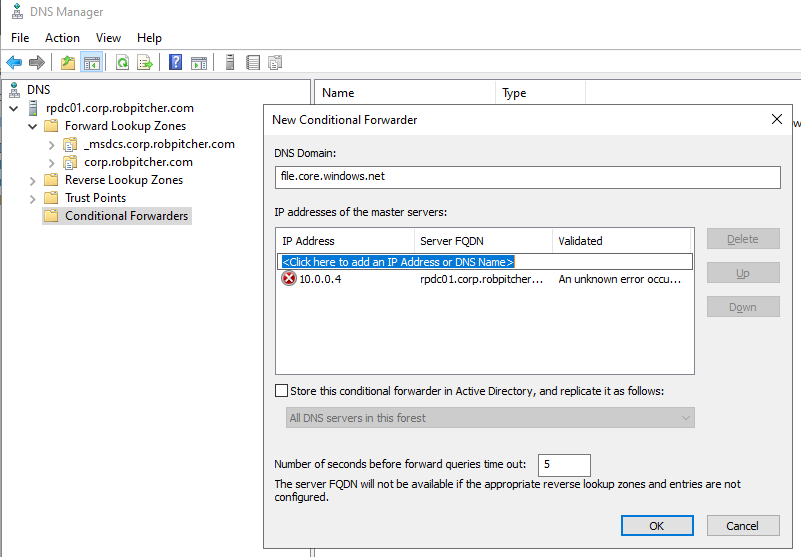 DNS Manager
File Action View Help
DNS
rpdc01.corp.robpitcher.com
Forward Lookup Zones
_msdcs.corp.robpitcher.com
corp.robpitcher.com
Reverse Lookup Zones
Trust Points
Conditional Forwarders
Name Type
New Conditional Forwarder
DNS Domain:
file.core.windows.net
IP addresses of the master servers:
IP Address Server FQDN Validated
<Click here to add an IP Address or DNS Name>
10.0.0.4 rpdc01.corp.robpitcher... An unknown error occu...
Delete
Up
Down
Store this conditional forwarder in Active Directory, and replicate it as follows:
All DNS servers in this forest
Number of seconds before forward queries time out: 5
The server FQDN will not be available if the appropriate reverse lookup zones and entries are not
configured.
OK Cancel